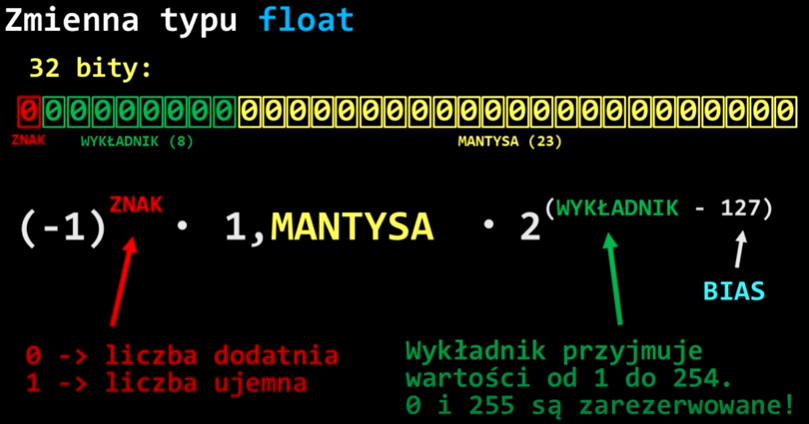 Zmienna typu float
32 bity:
00000000000000000000000000000000
ZNAK WYKŁADNIK (8) MANTYSA (23)
(-1)^ZNAK · 1,MANTYSA · 2^(WYKŁADNIK - 127)
BIAS
0 -> liczba dodatnia
1 -> liczba ujemna
Wykładnik przyjmuje
wartości od 1 do 254.
0 i 255 są zarezerwowane!